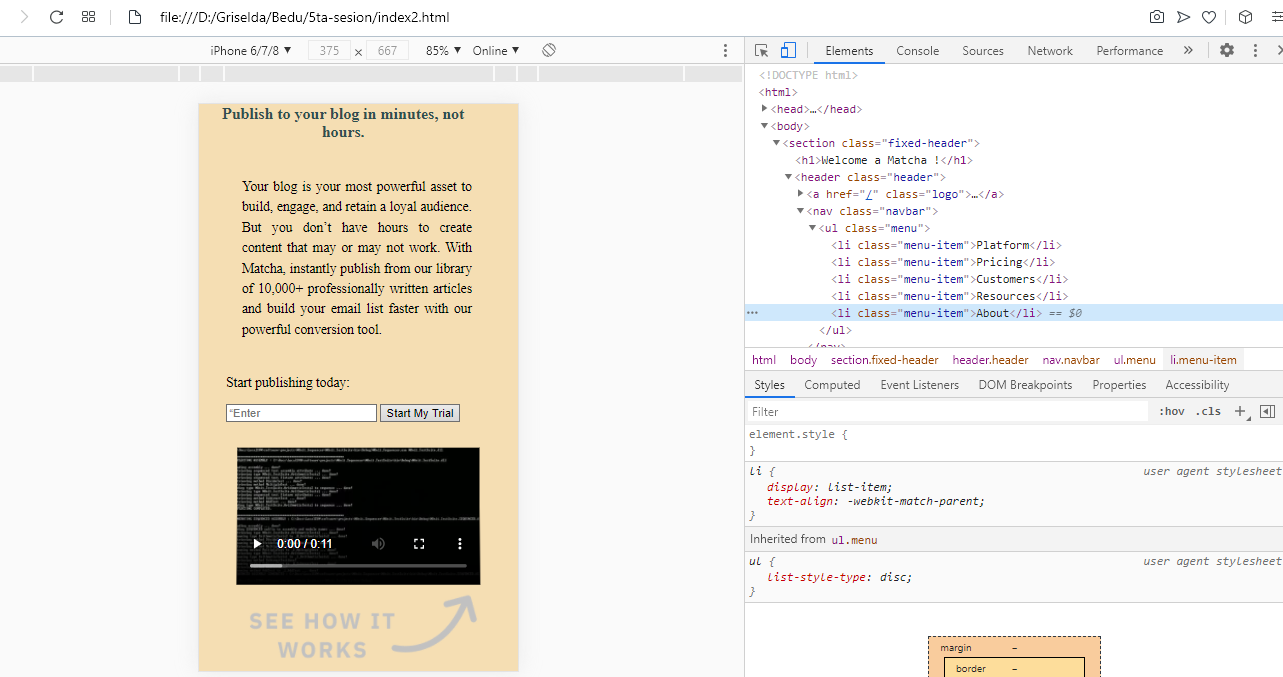 file:///D:/Griselda/Bedu/5ta-sesion/index2.html
iPhone 6/7/8 ▼ 375 × 667 85% ▼ Online ▼
Elements Console Sources Network Performance »
Publish to your blog in minutes, not
hours.
Your blog is your most powerful asset to
build, engage, and retain a loyal audience.
But you don’t have hours to create
content that may or may not work. With
Matcha, instantly publish from our library
of 10,000+ professionally written articles
and build your email list faster with our
powerful conversion tool.
Start publishing today:
“Enter Start My Trial
0:00 / 0:11
SEE HOW IT
WORKS
<!DOCTYPE html>
<html>
▶<head>…</head>
▼<body>
▼<section class="fixed-header">
<h1>Welcome a Matcha !</h1>
▼<header class="header">
▶<a href="/" class="logo">…</a>
▼<nav class="navbar">
▼<ul class="menu">
<li class="menu-item">Platform</li>
<li class="menu-item">Pricing</li>
<li class="menu-item">Customers</li>
<li class="menu-item">Resources</li>
<li class="menu-item">About</li> == $0
</ul>
</nav>
html body section.fixed-header header.header nav.navbar ul.menu li.menu-item
Styles Computed Event Listeners DOM Breakpoints Properties Accessibility
Filter :hov .cls +
element.style {
}
li { user agent stylesheet
display: list-item;
text-align: -webkit-match-parent;
}
Inherited from ul.menu
ul { user agent stylesheet
list-style-type: disc;
}
margin –
border –